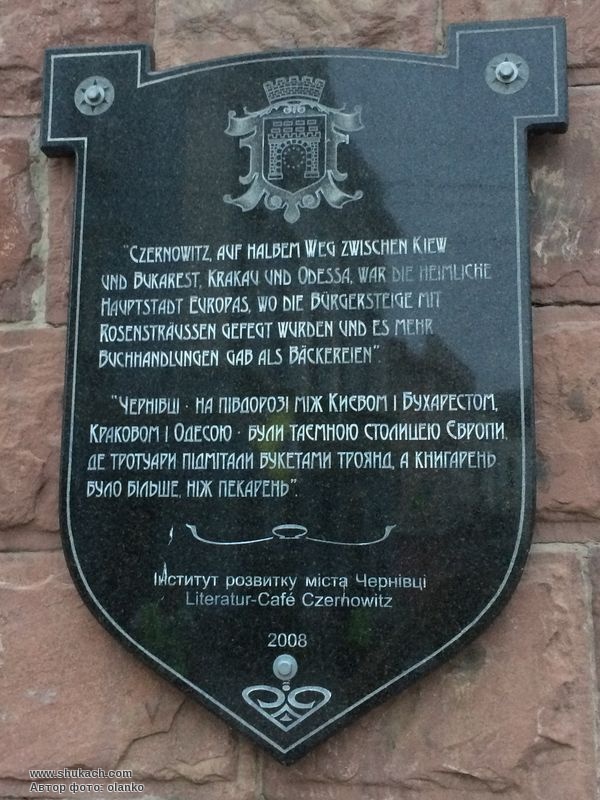 "Czernowitz, auf halbem Weg zwischen Kiew
und Bukarest, Krakau und Odessa, war die heimliche
Hauptstadt Europas, wo die Bürgersteige mit
Rosensträussen gefegt wurden und es mehr
Buchhandlungen gab als Bäckereien".
"Чернівці - на півдорозі між Києвом і Бухарестом,
Краковом і Одесою - були таємною столицею Європи,
де тротуари підмітали букетами троянд, а книгарень
було більше, ніж пекарень".
Інститут розвитку міста Чернівці
Literatur-Café Czernowitz
2008
www.shukach.com
Автор фото: olanko